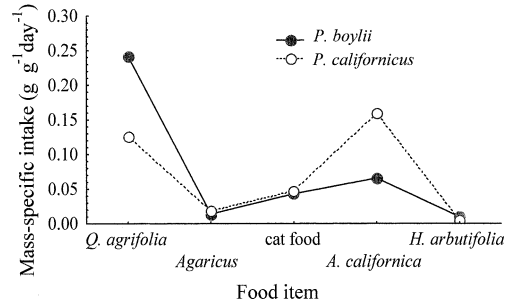 Mass-specific intake (g g⁻¹day⁻¹)
0.30
0.25
0.20
0.15
0.10
0.05
0.00
P. boylii
P. californicus
Q. agrifolia
Agaricus
cat food
A. californica
H. arbutifolia
Food item